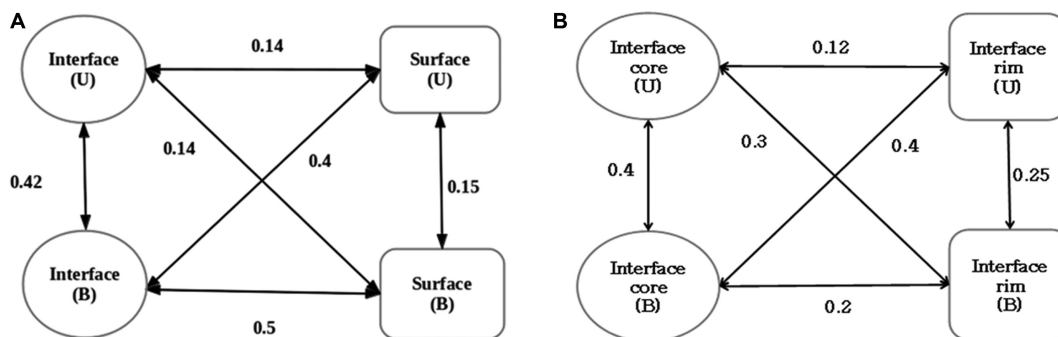 A
Interface
(U)
0.14
Surface
(U)
0.14
0.4
0.42
0.15
Interface
(B)
Surface
(B)
0.5
B
Interface
core
(U)
0.12
Interface
rim
(U)
0.3
0.4
0.4
0.25
Interface
core
(B)
0.2
Interface
rim
(B)